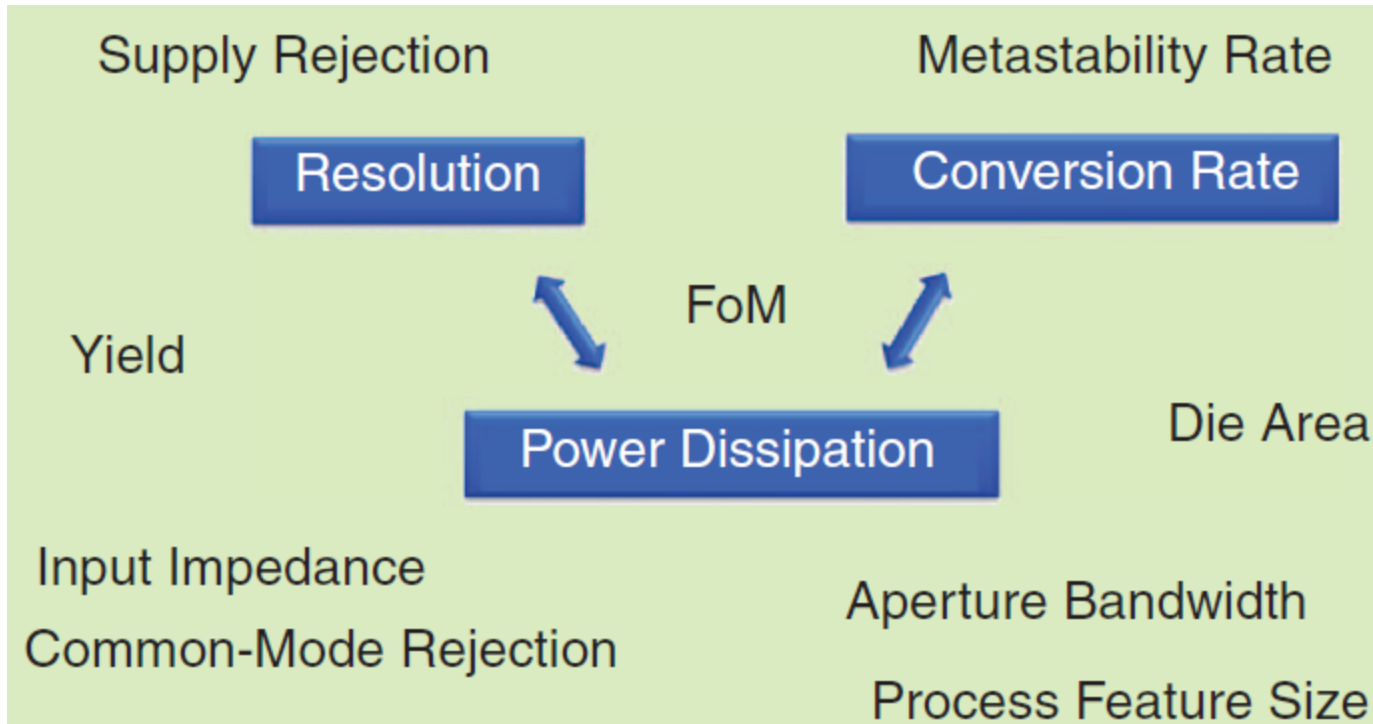 Supply Rejection
Metastability Rate
Resolution
Conversion Rate
FoM
Yield
Die Area
Power Dissipation
Input Impedance
Aperture Bandwidth
Common-Mode Rejection
Process Feature Size